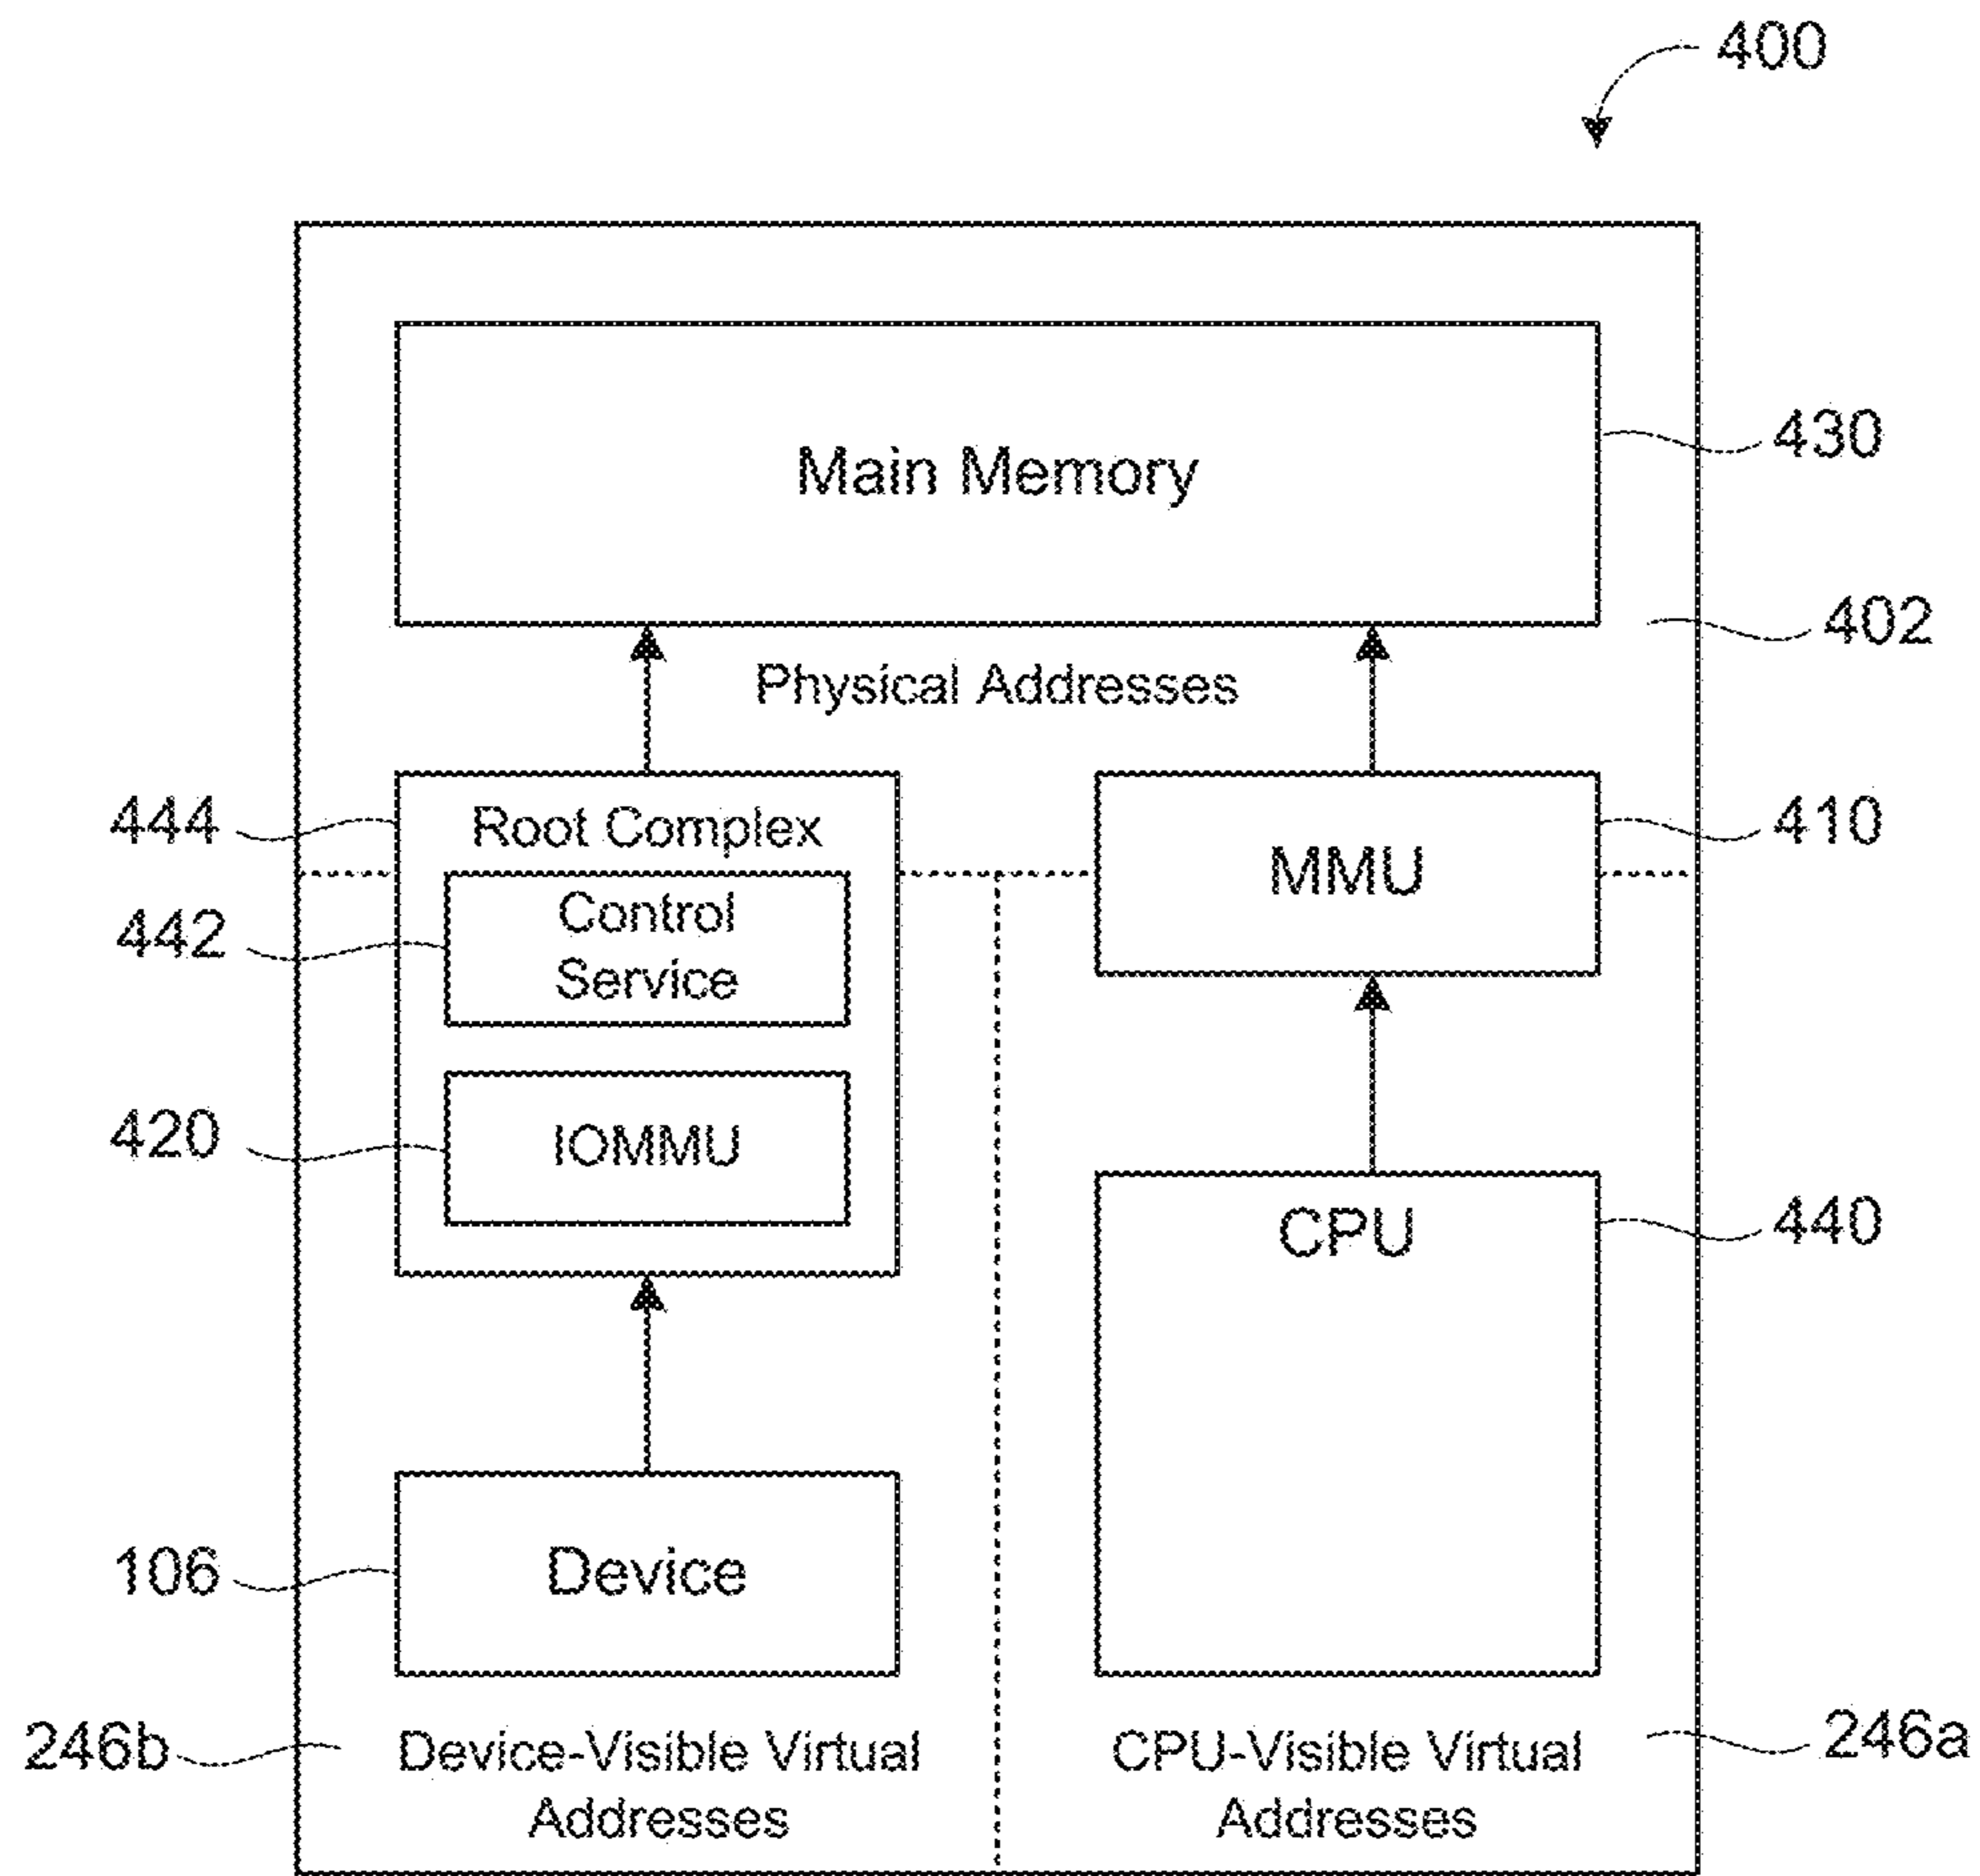 400
Main Memory
430
402
Physical Addresses
444
Root Complex
410
MMU
442
Control
Service
420
IOMMU
CPU
440
106
Device
246b
Device-Visible Virtual
Addresses
CPU-Visible Virtual
Addresses
246a